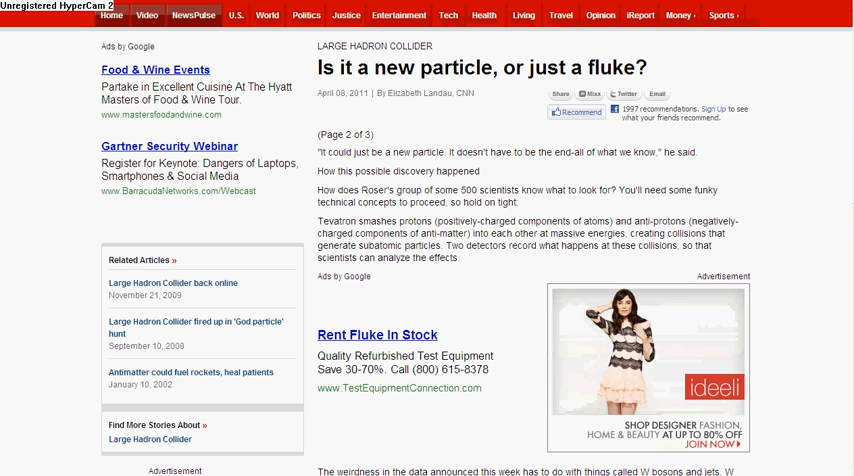 Unregistered HyperCam 2
Home Video NewsPulse U.S. World Politics Justice Entertainment Tech Health Living Travel Opinion iReport Money › Sports ›
Ads by Google
Food & Wine Events
Partake in Excellent Cuisine At The Hyatt
Masters of Food & Wine Tour.
www.mastersfoodandwine.com
Gartner Security Webinar
Register for Keynote: Dangers of Laptops,
Smartphones & Social Media
www.BarracudaNetworks.com/Webcast
Related Articles »
Large Hadron Collider back online
November 21, 2009
Large Hadron Collider fired up in 'God particle'
hunt
September 10, 2008
Antimatter could fuel rockets, heal patients
January 10, 2002
Find More Stories About »
Large Hadron Collider
Advertisement
LARGE HADRON COLLIDER
Is it a new particle, or just a fluke?
April 08, 2011 | By Elizabeth Landau, CNN
Share Mixx Twitter Email
Recommend
1997 recommendations. Sign Up to see
what your friends recommend.
(Page 2 of 3)
"It could just be a new particle. It doesn't have to be the end-all of what we know," he said.
How this possible discovery happened
How does Roser's group of some 500 scientists know what to look for? You'll need some funky
technical concepts to proceed, so hold on tight:
Tevatron smashes protons (positively-charged components of atoms) and anti-protons (negatively-
charged components of anti-matter) into each other at massive energies, creating collisions that
generate subatomic particles. Two detectors record what happens at these collisions, so that
scientists can analyze the effects.
Ads by Google
Rent Fluke In Stock
Quality Refurbished Test Equipment
Save 30-70%. Call (800) 615-8378
www.TestEquipmentConnection.com
Advertisement
ideeli
SHOP DESIGNER FASHION,
HOME & BEAUTY AT UP TO 80% OFF
JOIN NOW
The weirdness in the data announced this week has to do with things called W bosons and jets. W